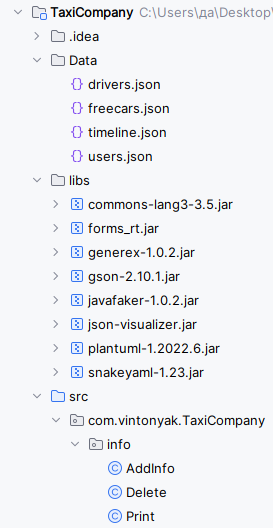 TaxiCompany C:\Users\да\Desktop\
.idea
Data
drivers.json
freecars.json
timeline.json
users.json
libs
commons-lang3-3.5.jar
forms_rt.jar
generex-1.0.2.jar
gson-2.10.1.jar
javafaker-1.0.2.jar
json-visualizer.jar
plantuml-1.2022.6.jar
snakeyaml-1.23.jar
src
com.vintonyak.TaxiCompany
info
AddInfo
Delete
Print